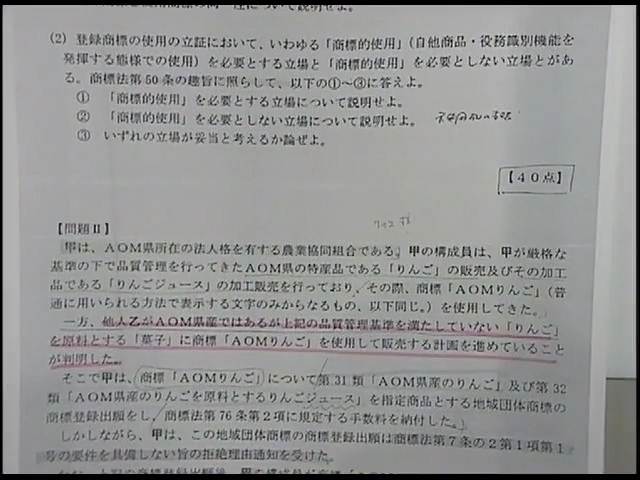 (2) 登録商標の使用の立証において、いわゆる「商標的使用」(自他商品・役務識別機能を
発揮する態様での使用)を必要とする立場と「商標的使用」を必要としない立場とがあ
る。商標法第50条の趣旨に照らして、以下の①~③に答えよ。
① 「商標的使用」を必要とする立場について説明せよ。
② 「商標的使用」を必要としない立場について説明せよ。
③ いずれの立場が妥当と考えるか論ぜよ。
【40点】
【問題Ⅱ】
甲は、AOM県所在の法人格を有する農業協同組合である。甲の構成員は、甲が厳格な
基準の下で品質管理を行ってきたAOM県の特産品である「りんご」の販売及びその加工
品である「りんごジュース」の加工販売を行っており、その際、商標「AOMりんご」(普
通に用いられる方法で表示する文字のみからなるもの、以下同じ。)を使用してきた。
一方、他人乙がAOM県産ではあるが上記の品質管理基準を満たしていない「りんご」
を原料とする「菓子」に商標「AOMりんご」を使用して販売する計画を進めていること
が判明した。
そこで甲は、商標「AOMりんご」について第31類「AOM県産のりんご」及び第32
類「AOM県産のりんごを原料とするりんごジュース」を指定商品とする地域団体商標の
商標登録出願をし、商標法第76条第2項に規定する手数料を納付した。
しかしながら、甲は、この地域団体商標の商標登録出願は商標法第7条の2第1項第1
号の要件を具備しない旨の拒絶理由通知を受けた。